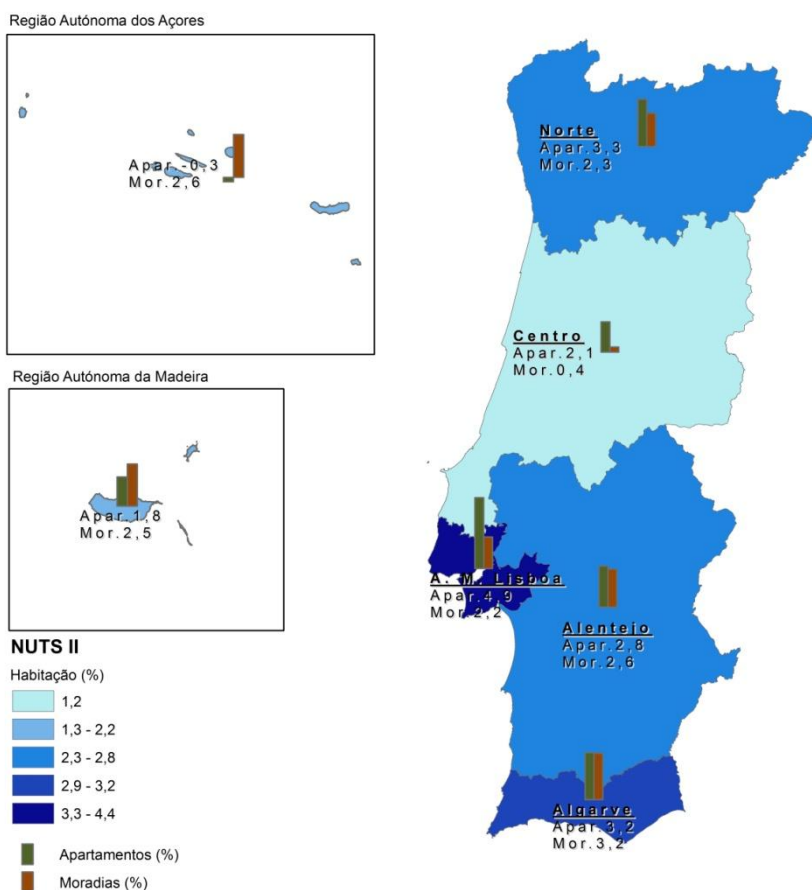 Região Autónoma dos Açores
Apar.-0,3
Mor.2,6
Região Autónoma da Madeira
Apar.1,8
Mor.2,5
Norte
Apar.3,3
Mor.2,3
Centro
Apar.2,1
Mor.0,4
A. M. Lisboa
Apar.4,9
Mor.2,2
Alentejo
Apar.2,8
Mor.2,6
Algarve
Apar.3,2
Mor.3,2
NUTS II
Habitação (%)
1,2
1,3 - 2,2
2,3 - 2,8
2,9 - 3,2
3,3 - 4,4
Apartamentos (%)
Moradias (%)